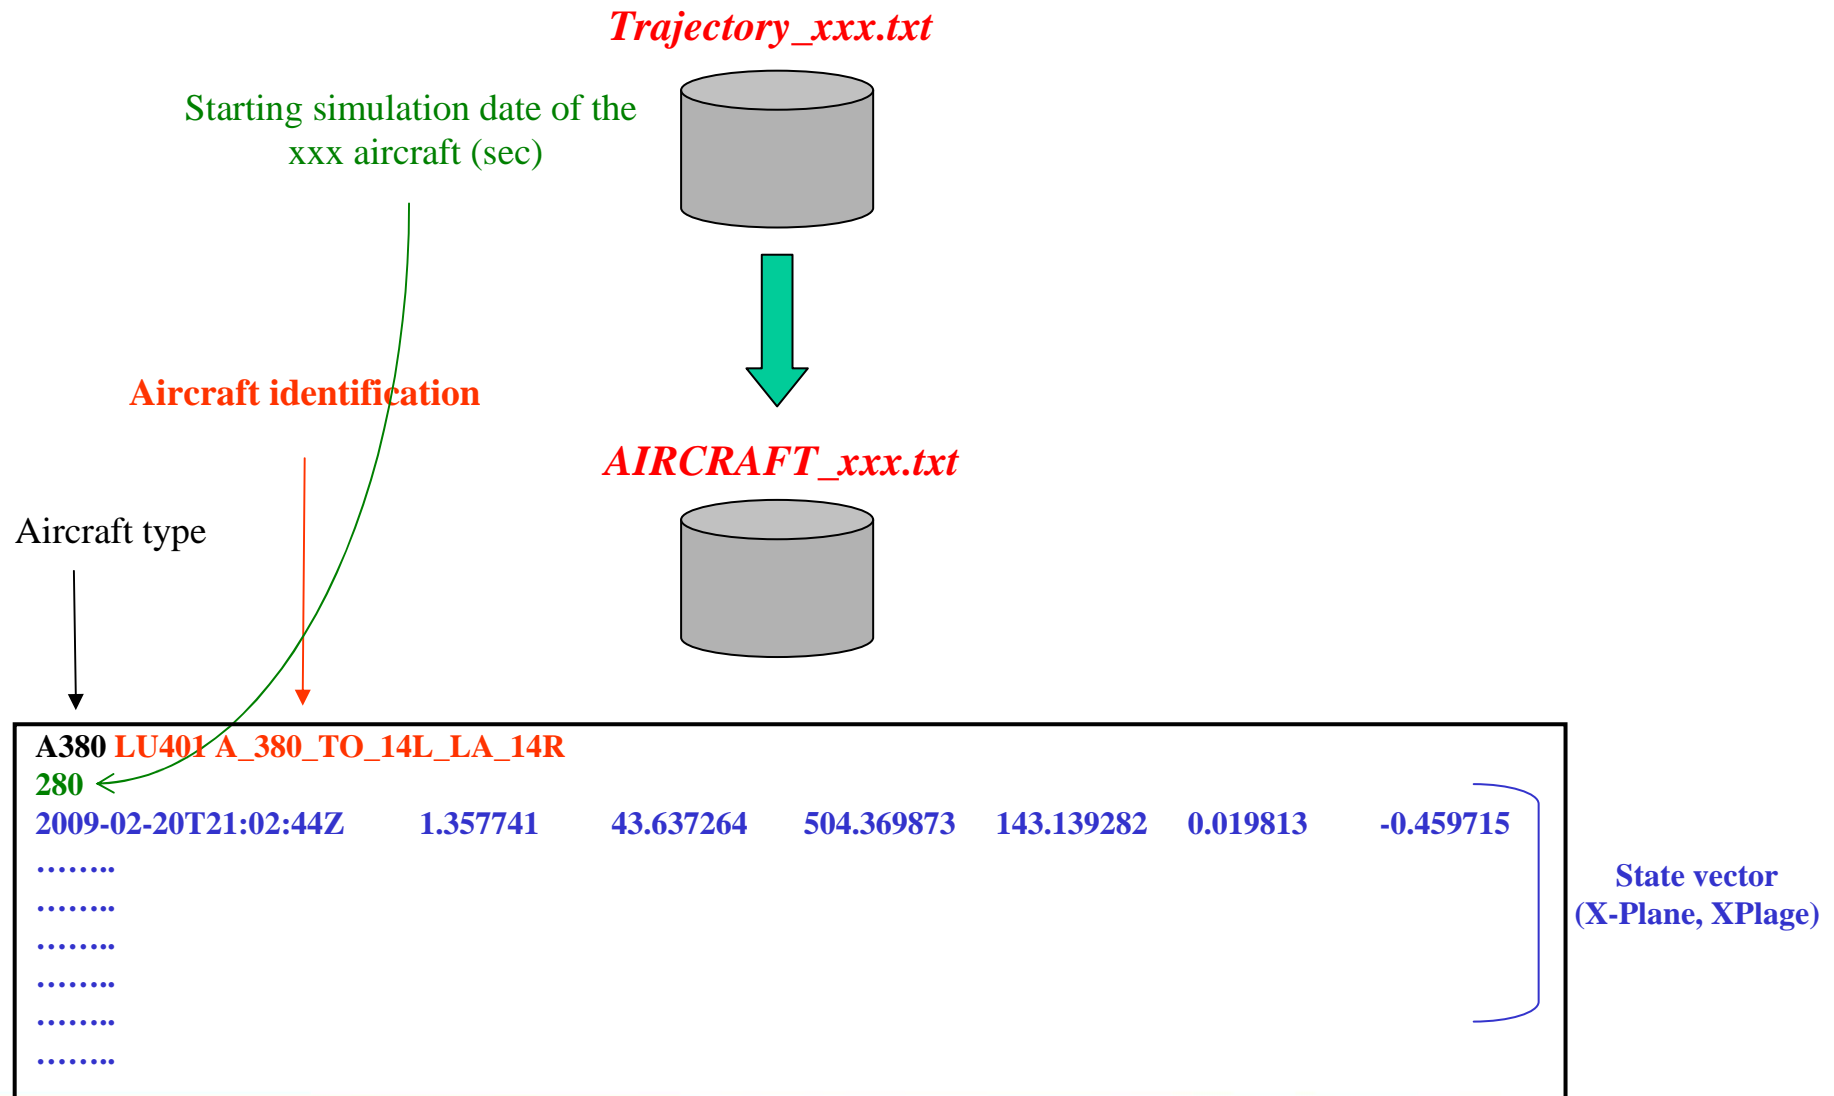 Trajectory_xxx.txt
Starting simulation date of the
xxx aircraft (sec)
Aircraft identification
AIRCRAFT_xxx.txt
Aircraft type
A380 LU401 A_380_TO_14L_LA_14R
280
2009-02-20T21:02:44Z 1.357741 43.637264 504.369873 143.139282 0.019813 -0.459715
……..
……..
……..
……..
……..
……..
State vector
(X-Plane, XPlage)